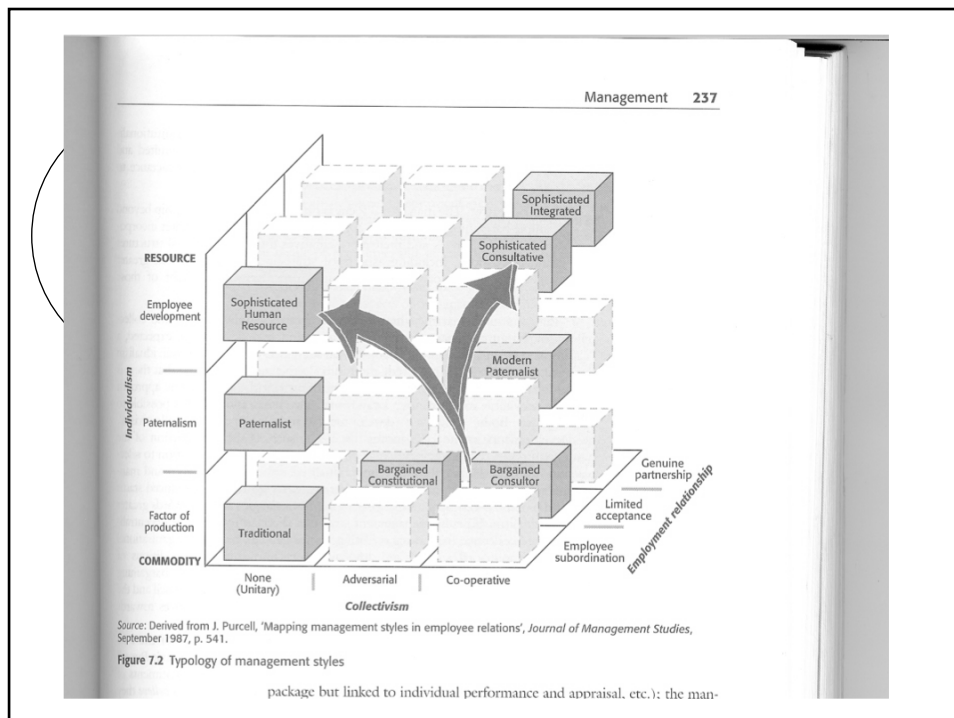 Management 237
Sophisticated
Integrated
Sophisticated
Consultative
RESOURCE
Employee
development
Sophisticated
Human
Resource
Modern
Paternalist
Individualism
Paternalism
Paternalist
Bargained
Constitutional
Bargained
Consultor
Genuine
partnership
Limited
acceptance
Employment relationship
Factor of
production
Traditional
Employee
subordination
COMMODITY
None
(Unitary)
Adversarial
Co-operative
Collectivism
Source: Derived from J. Purcell, 'Mapping management styles in employee relations', Journal of Management Studies,
September 1987, p. 541.
Figure 7.2 Typology of management styles
package but linked to individual performance and appraisal, etc.); the man-